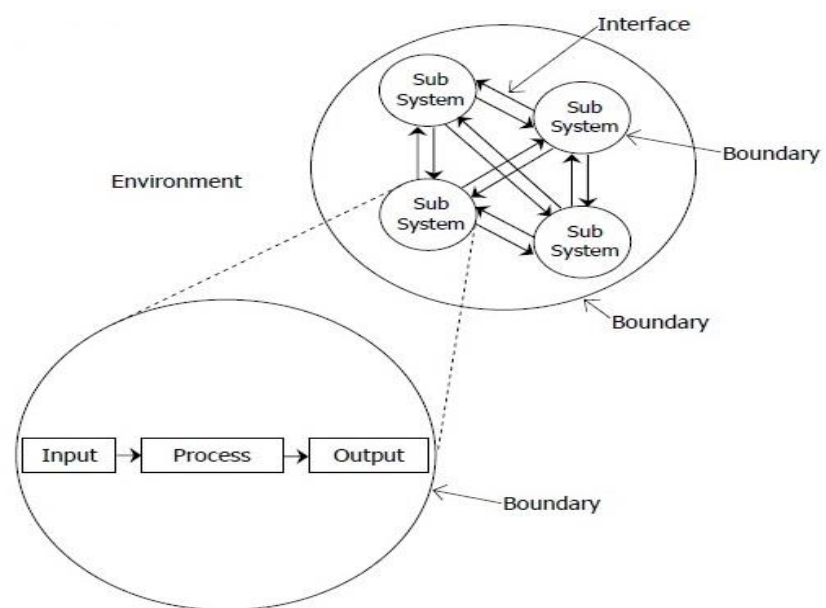 Interface
Sub
System
Sub
System
Boundary
Environment
Sub
System
Sub
System
Boundary
Input
Process
Output
Boundary